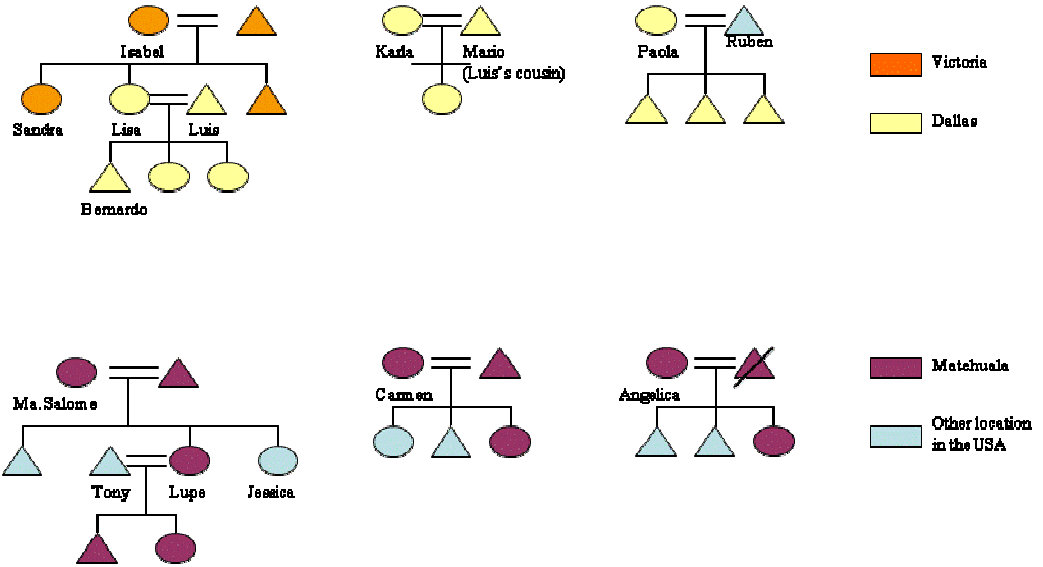 Isabel
Karla
Mario
(Luis's cousin)
Paola
Ruben
Victoria
Sandra
Lisa
Luis
Dallas
Bernardo
Ma.Salome
Carmen
Angelica
Matehuala
Other location
in the USA
Tony
Lupe
Jessica